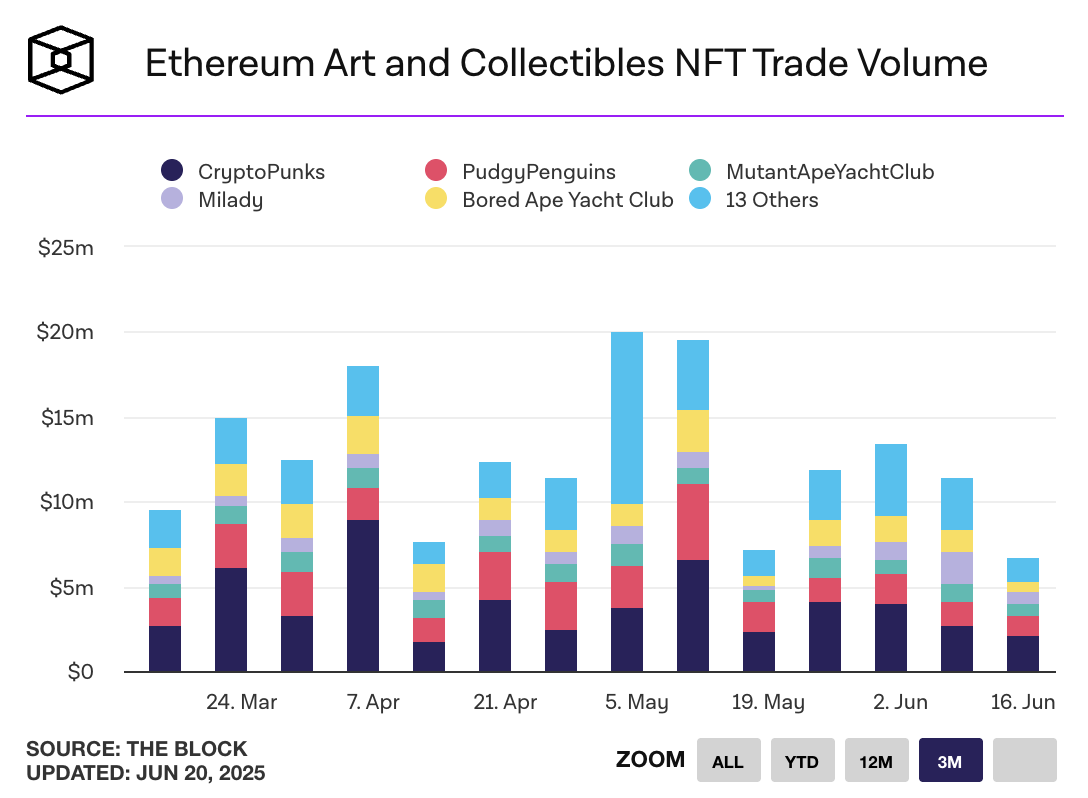 Ethereum Art and Collectibles NFT Trade Volume
CryptoPunks PudgyPenguins MutantApeYachtClub
Milady Bored Ape Yacht Club 13 Others
$25m
$20m
$15m
$10m
$5m
$0
24. Mar 7. Apr 21. Apr 5. May 19. May 2. Jun 16. Jun
SOURCE: THE BLOCK
UPDATED: JUN 20, 2025
ZOOM ALL YTD 12M 3M